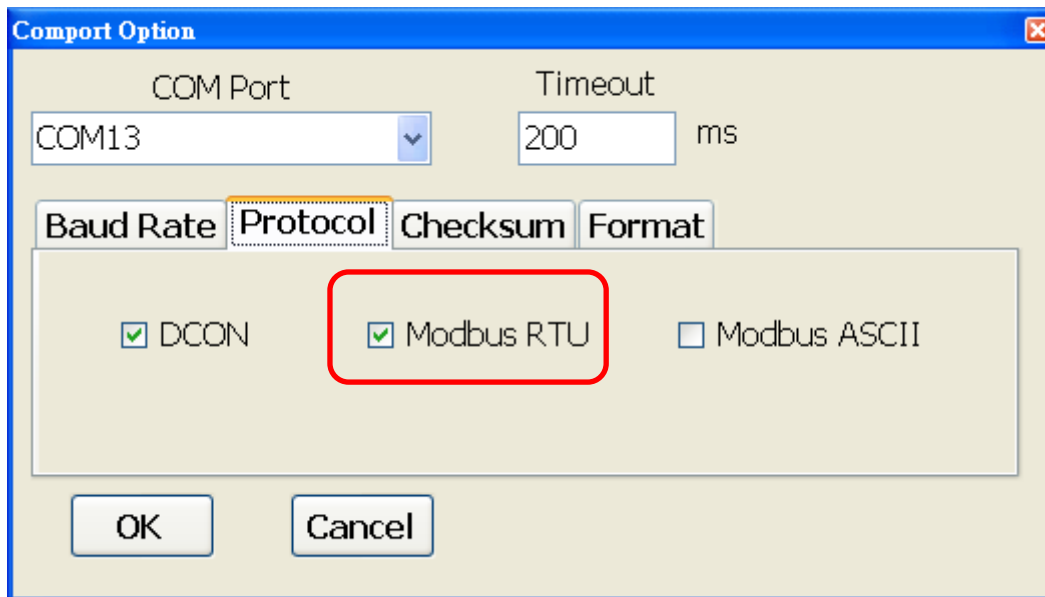 Comport Option
COM Port Timeout
COM13 200 ms
Baud Rate Protocol Checksum Format
DCON Modbus RTU Modbus ASCII
OK Cancel